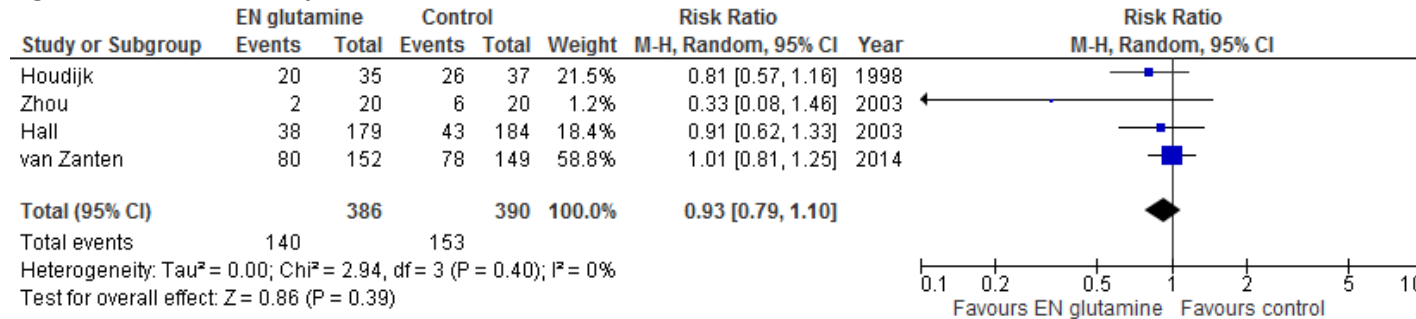 EN glutamine Control Risk Ratio Risk Ratio
Study or Subgroup Events Total Events Total Weight M-H, Random, 95% CI Year M-H, Random, 95% CI
Houdijk 20 35 26 37 21.5% 0.81 [0.57, 1.16] 1998
Zhou 2 20 6 20 1.2% 0.33 [0.08, 1.46] 2003
Hall 38 179 43 184 18.4% 0.91 [0.62, 1.33] 2003
van Zanten 80 152 78 149 58.8% 1.01 [0.81, 1.25] 2014
Total (95% CI) 386 390 100.0% 0.93 [0.79, 1.10]
Total events 140 153
Heterogeneity: Tau² = 0.00; Chi² = 2.94, df = 3 (P = 0.40); I² = 0%
Test for overall effect: Z = 0.86 (P = 0.39)
0.1 0.2 0.5 1 2 5 10
Favours EN glutamine Favours control